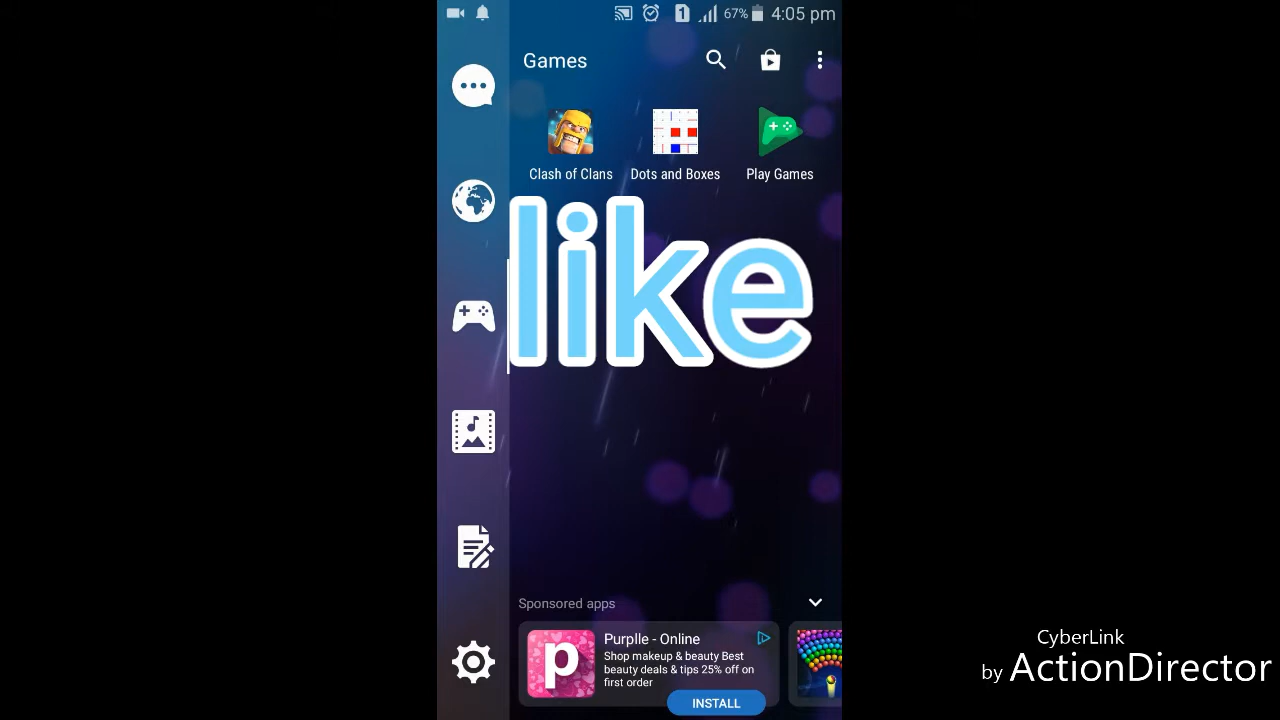 1 67% 4:05 pm
Games
Clash of Clans Dots and Boxes Play Games
like
Sponsored apps
p
Purplle - Online
Shop makeup & beauty Best
beauty deals & tips 25% off on
first order
INSTALL
CyberLink
by ActionDirector